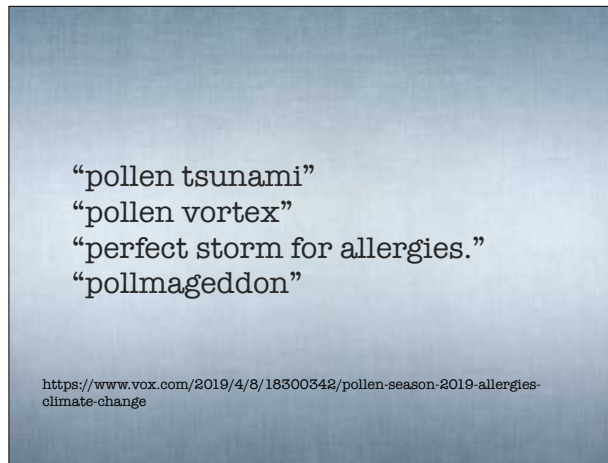 “pollen tsunami”
“pollen vortex”
“perfect storm for allergies.”
“pollmageddon”
https://www.vox.com/2019/4/8/18300342/pollen-season-2019-allergies-
climate-change